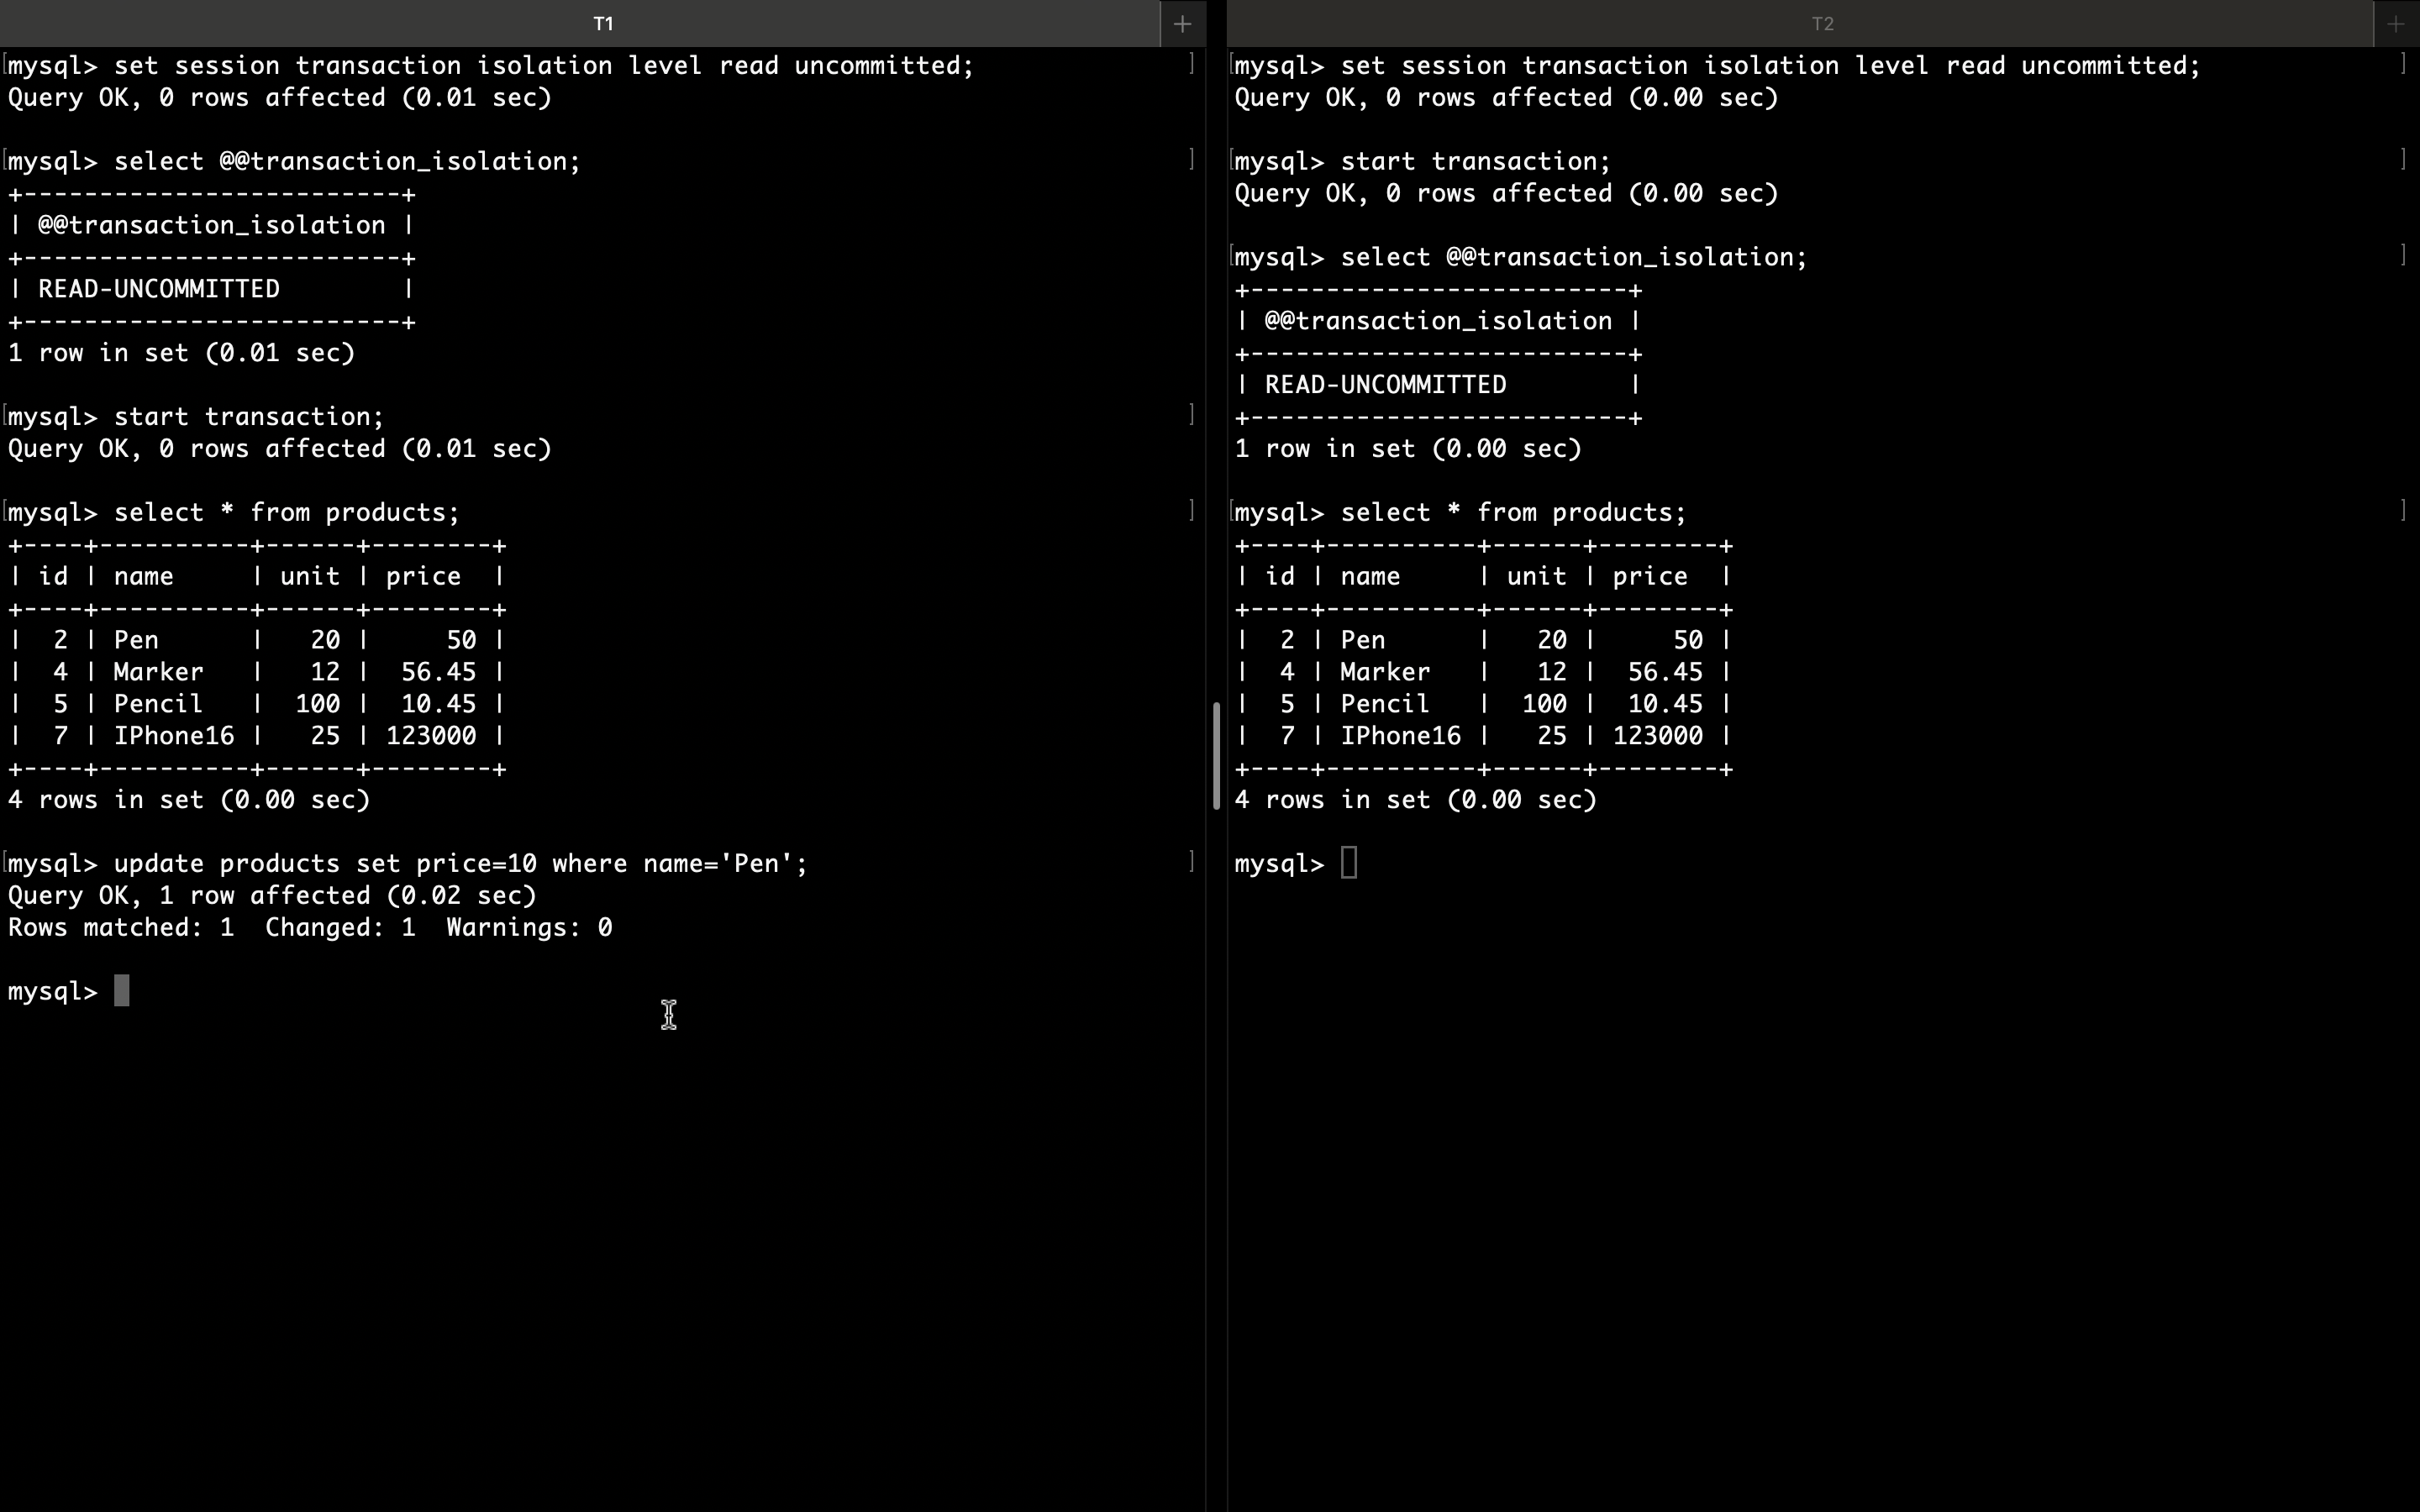 T1
+
mysql> set session transaction isolation level read uncommitted;
Query OK, 0 rows affected (0.01 sec)
mysql> select @@transaction_isolation;
+-------------------------+
| @@transaction_isolation |
+-------------------------+
| READ-UNCOMMITTED        |
+-------------------------+
1 row in set (0.01 sec)
mysql> start transaction;
Query OK, 0 rows affected (0.01 sec)
mysql> select * from products;
+----+----------+------+--------+
| id | name     | unit | price  |
+----+----------+------+--------+
|  2 | Pen      |   20 |     50 |
|  4 | Marker   |   12 |  56.45 |
|  5 | Pencil   |  100 |  10.45 |
|  7 | IPhone16 |   25 | 123000 |
+----+----------+------+--------+
4 rows in set (0.00 sec)
mysql> update products set price=10 where name='Pen';
Query OK, 1 row affected (0.02 sec)
Rows matched: 1  Changed: 1  Warnings: 0
mysql>
T2
+
mysql> set session transaction isolation level read uncommitted;
Query OK, 0 rows affected (0.00 sec)
mysql> start transaction;
Query OK, 0 rows affected (0.00 sec)
mysql> select @@transaction_isolation;
+-------------------------+
| @@transaction_isolation |
+-------------------------+
| READ-UNCOMMITTED        |
+-------------------------+
1 row in set (0.00 sec)
mysql> select * from products;
+----+----------+------+--------+
| id | name     | unit | price  |
+----+----------+------+--------+
|  2 | Pen      |   20 |     50 |
|  4 | Marker   |   12 |  56.45 |
|  5 | Pencil   |  100 |  10.45 |
|  7 | IPhone16 |   25 | 123000 |
+----+----------+------+--------+
4 rows in set (0.00 sec)
mysql>